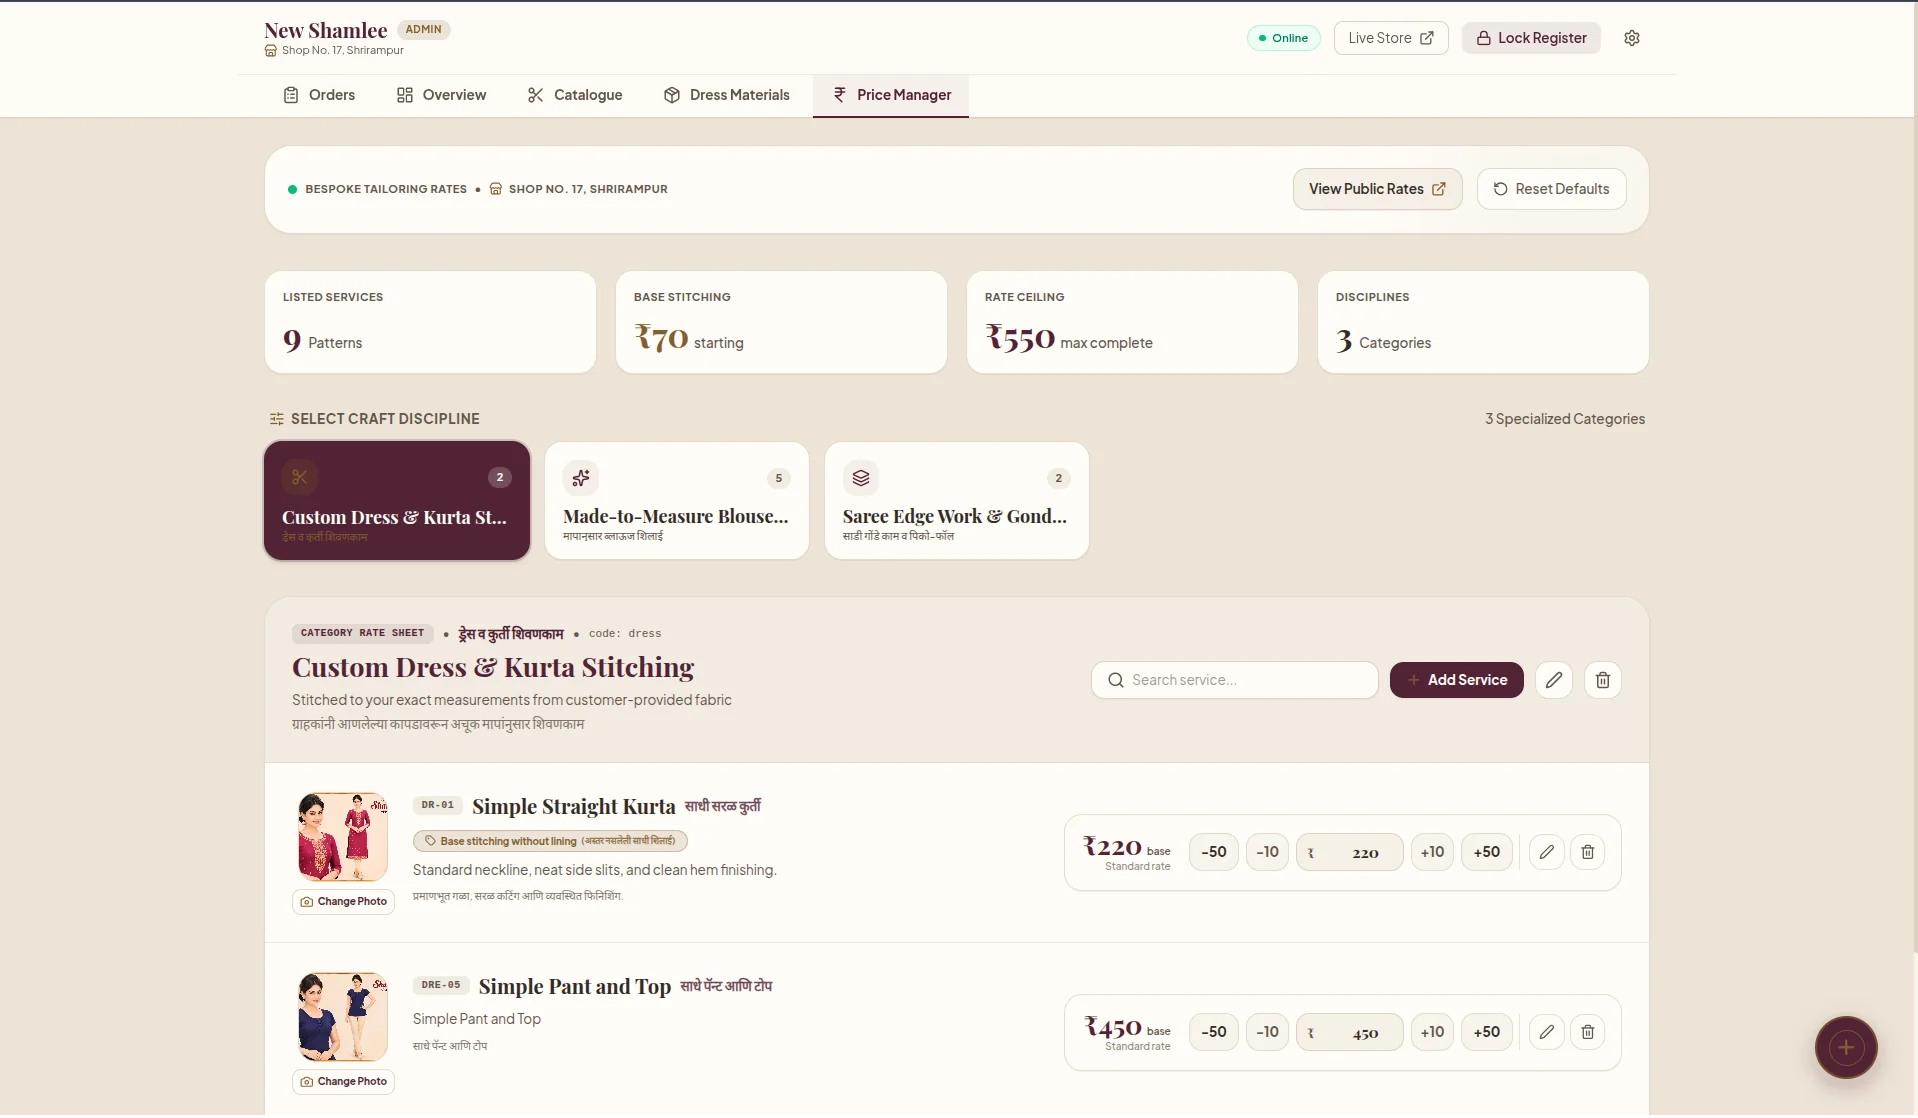 New Shamlee ADMIN
Shop No. 17, Shrirampur
Online
Live Store
Lock Register
Orders
Overview
Catalogue
Dress Materials
₹ Price Manager
BESPOKE TAILORING RATES • SHOP NO. 17, SHRIRAMPUR
View Public Rates
Reset Defaults
LISTED SERVICES
9 Patterns
BASE STITCHING
₹70 starting
RATE CEILING
₹550 max complete
DISCIPLINES
3 Categories
SELECT CRAFT DISCIPLINE
3 Specialized Categories
2
Custom Dress & Kurta St...
ड्रेस व कुर्ती शिवणकाम
5
Made-to-Measure Blouse...
मापानुसार ब्लाऊज शिलाई
2
Saree Edge Work & Gond...
साडी गोंडे काम व पिको-फॉल
CATEGORY RATE SHEET • ड्रेस व कुर्ती शिवणकाम • code: dress
Custom Dress & Kurta Stitching
Stitched to your exact measurements from customer-provided fabric
ग्राहकांनी आणलेल्या कापडावरून अचूक मापांनुसार शिवणकाम
Search service...
+ Add Service
DR-01 Simple Straight Kurta साधी सरळ कुर्ती
Base stitching without lining (अस्तर नसलेली साधी शिलाई)
Standard neckline, neat side slits, and clean hem finishing.
प्रमाणभूत गळा, सरळ कटिंग आणि व्यवस्थित फिनिशिंग.
Change Photo
₹220 base
Standard rate
-50
-10
₹ 220
+10
+50
DRE-05 Simple Pant and Top साधे पॅन्ट आणि टोप
Simple Pant and Top
साधे पॅन्ट आणि टोप
Change Photo
₹450 base
Standard rate
-50
-10
₹ 450
+10
+50